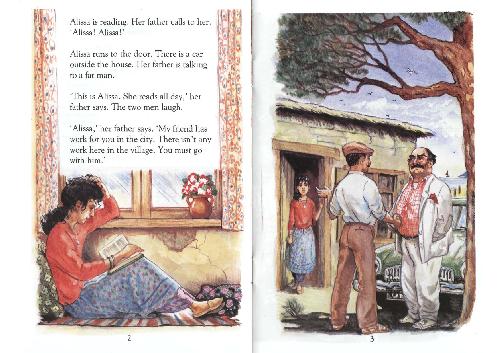 Alissa is reading. Her father calls to her.
'Alissa! Alissa!'
Alissa runs to the door. There is a car
outside the house. Her father is talking
to a fat man.
'This is Alissa. She reads all day,' her
father says. The two men laugh.
'Alissa,' her father says. 'My friend has
work for you in the city. There isn't any
work here in the village. You must go
with him.'
2
3